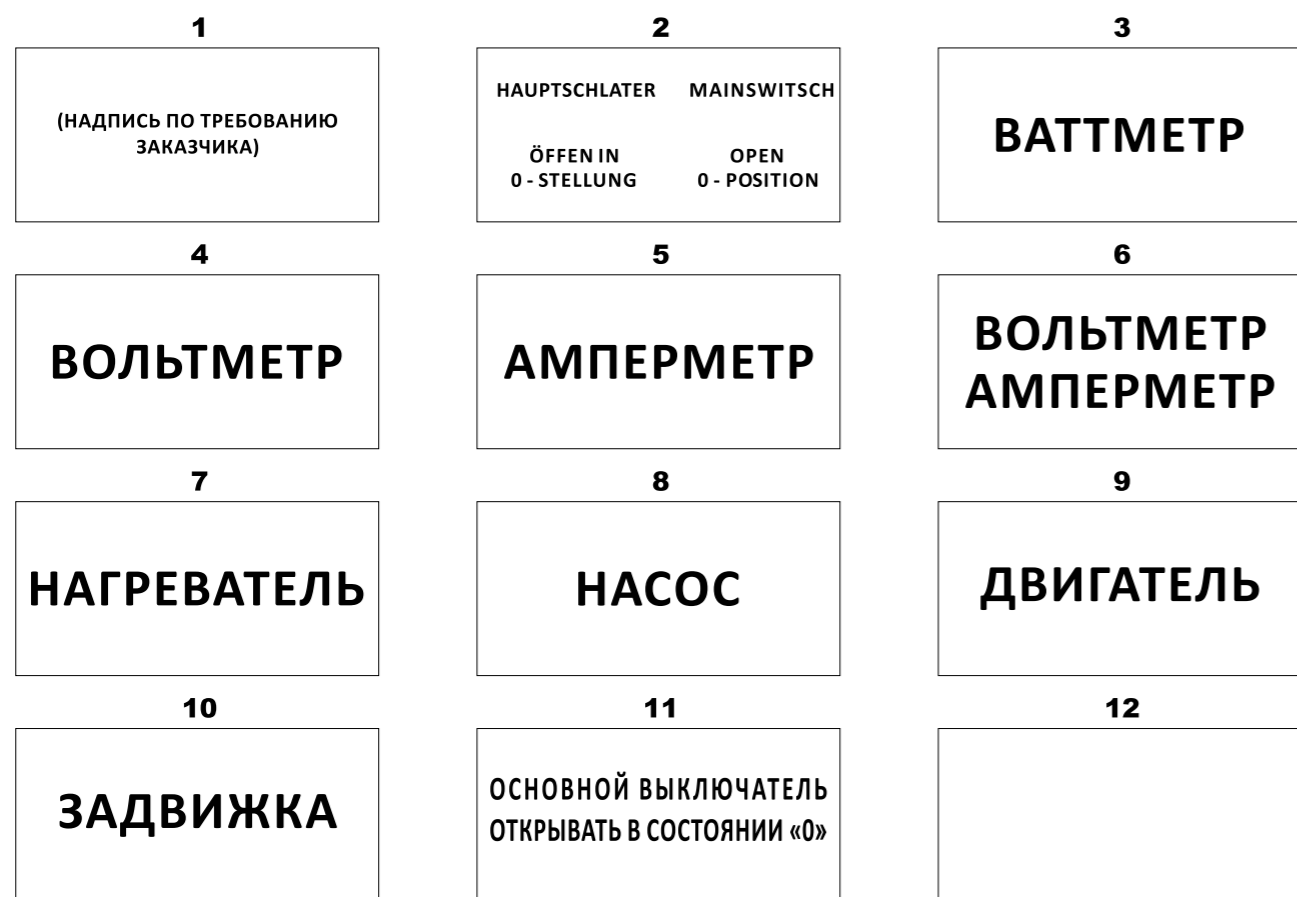 1
2
3
(НАДПИСЬ ПО ТРЕБОВАНИЮ
ЗАКАЗЧИКА)
HAUPTSCHLATER MAINSWITSCH
ÖFFEN IN OPEN
0 - STELLUNG 0 - POSITION
ВАТТМЕТР
4
5
6
ВОЛЬТМЕТР
АМПЕРМЕТР
ВОЛЬТМЕТР
АМПЕРМЕТР
7
8
9
НАГРЕВАТЕЛЬ
НАСОС
ДВИГАТЕЛЬ
10
11
12
ЗАДВИЖКА
ОСНОВНОЙ ВЫКЛЮЧАТЕЛЬ
ОТКРЫВАТЬ В СОСТОЯНИИ «0»